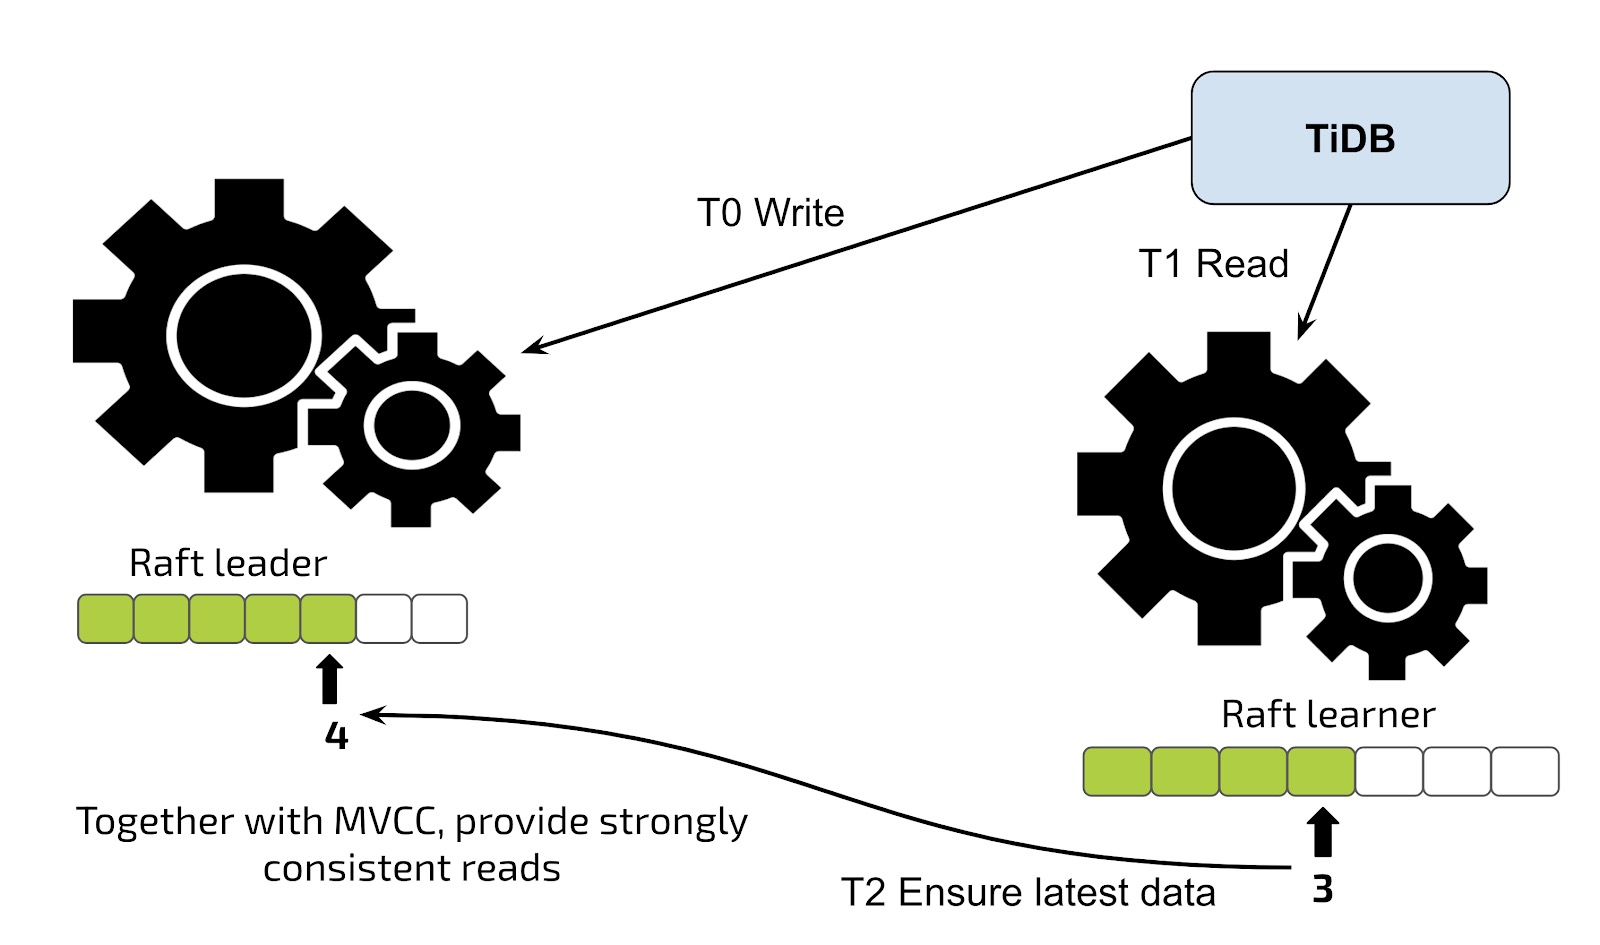 TiDB
T0 Write
T1 Read
Raft leader
4
Raft learner
3
Together with MVCC, provide strongly
consistent reads
T2 Ensure latest data